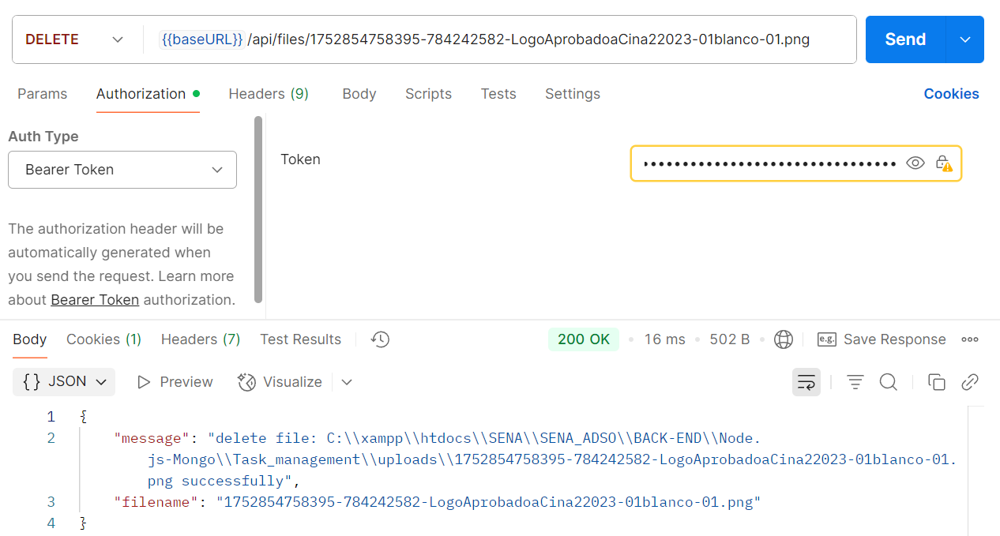 DELETE
{{baseURL}} /api/files/1752854758395-784242582-LogoAprobadoaCina22023-01blanco-01.png
Send
Params
Authorization
Headers (9)
Body
Scripts
Tests
Settings
Cookies
Auth Type
Bearer Token
The authorization header will be
automatically generated when
you send the request. Learn more
about Bearer Token authorization.
Token
Body
Cookies (1)
Headers (7)
Test Results
200 OK
16 ms
502 B
e.g.
Save Response
{} JSON
Preview
Visualize
1 {
2 "message": "delete file: C:\\xampp\\htdocs\\SENA\\SENA_ADSO\\BACK-END\\Node.
js-Mongo\\Task_management\\uploads\\1752854758395-784242582-LogoAprobadoaCina22023-01blanco-01.
png successfully",
3 "filename": "1752854758395-784242582-LogoAprobadoaCina22023-01blanco-01.png"
4 }